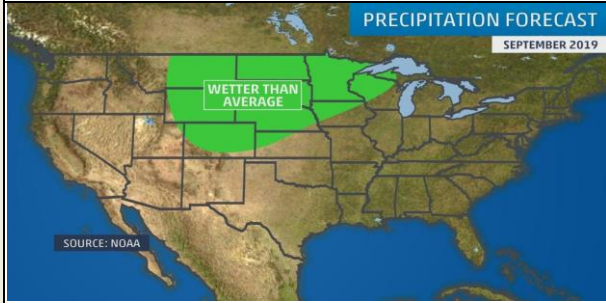 PRECIPITATION FORECAST
SEPTEMBER 2019
WETTER THAN
AVERAGE
SOURCE: NOAA